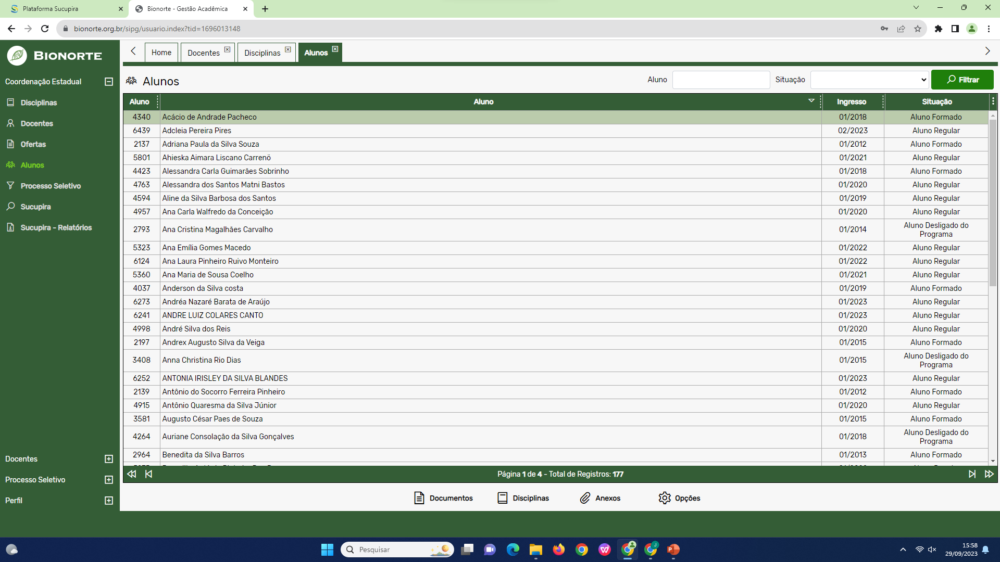 Plataforma Sucupira
Bionorte - Gestão Acadêmica
bionorte.org.br/sipg/usuario.index?tid=1696013148
BIONORTE
Home
Docentes
Disciplinas
Alunos
Coordenação Estadual
Disciplinas
Docentes
Ofertas
Alunos
Processo Seletivo
Sucupira
Sucupira - Relatórios
Docentes
Processo Seletivo
Perfil
Alunos
Aluno
Situação
Filtrar
Aluno Aluno Ingresso Situação
4340 Acácio de Andrade Pacheco 01/2018 Aluno Formado
6439 Adcleia Pereira Pires 02/2023 Aluno Regular
2137 Adriana Paula da Silva Souza 01/2012 Aluno Formado
5801 Ahieska Aimara Liscano Carrenö 01/2021 Aluno Regular
4423 Alessandra Carla Guimarães Sobrinho 01/2018 Aluno Formado
4763 Alessandra dos Santos Matni Bastos 01/2020 Aluno Regular
4594 Aline da Silva Barbosa dos Santos 01/2019 Aluno Regular
4957 Ana Carla Walfredo da Conceição 01/2020 Aluno Regular
2793 Ana Cristina Magalhães Carvalho 01/2014 Aluno Desligado do
Programa
5323 Ana Emília Gomes Macedo 01/2022 Aluno Regular
6124 Ana Laura Pinheiro Ruivo Monteiro 01/2022 Aluno Regular
5360 Ana Maria de Sousa Coelho 01/2021 Aluno Regular
4037 Anderson da Silva costa 01/2019 Aluno Formado
6273 Andréa Nazaré Barata de Araújo 01/2023 Aluno Regular
6241 ANDRE LUIZ COLARES CANTO 01/2023 Aluno Regular
4998 André Silva dos Reis 01/2020 Aluno Regular
2197 Andrex Augusto Silva da Veiga 01/2015 Aluno Formado
3408 Anna Christina Rio Dias 01/2015 Aluno Desligado do
Programa
6252 ANTONIA IRISLEY DA SILVA BLANDES 01/2023 Aluno Regular
2139 Antônio do Socorro Ferreira Pinheiro 01/2012 Aluno Formado
4915 Antônio Quaresma da Silva Júnior 01/2020 Aluno Regular
3581 Augusto César Paes de Souza 01/2015 Aluno Formado
4264 Auriane Consolação da Silva Gonçalves 01/2018 Aluno Desligado do
Programa
2964 Benedita da Silva Barros 01/2013 Aluno Formado
Página 1 de 4 - Total de Registros: 177
Documentos
Disciplinas
Anexos
Opções
Pesquisar
15:58
29/09/2023